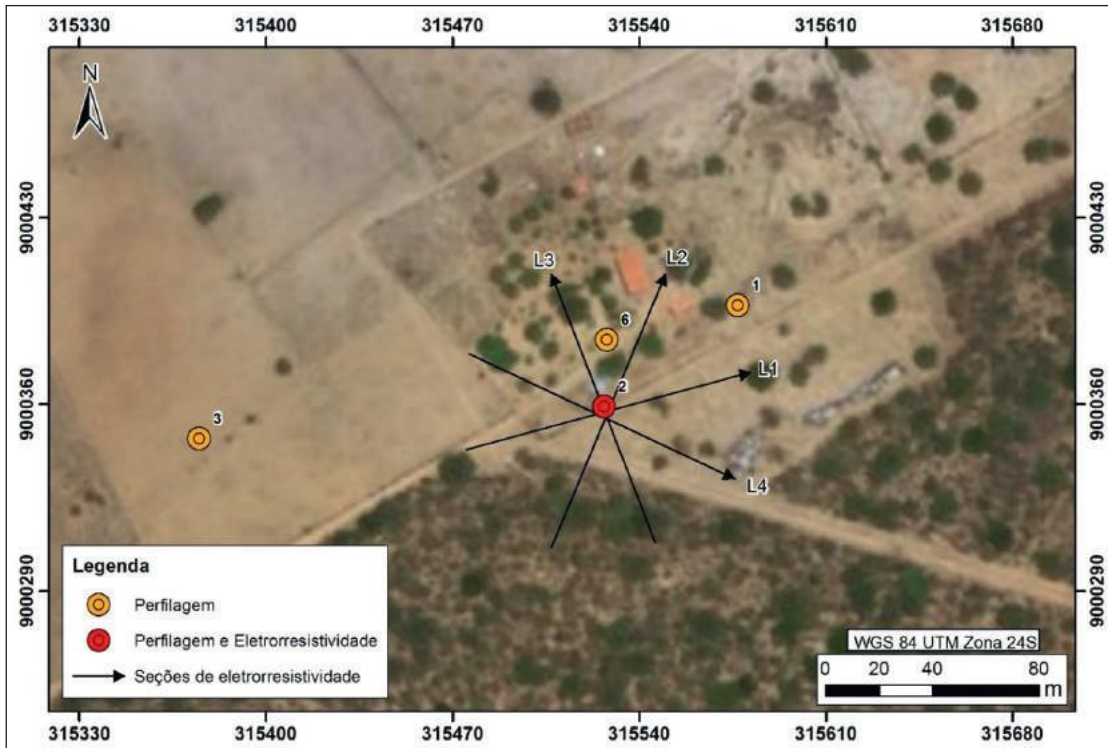 315330 315400 315470 315540 315610 315680
N
9000430 9000430
L3 L2
1
6
L1
2
9000360 9000360
3
L4
9000290 9000290
Legenda
Perfilagem
Perfilagem e Eletrorresistividade
Seções de eletrorresistividade
WGS 84 UTM Zona 24S
0 20 40 80
m
315330 315400 315470 315540 315610 315680